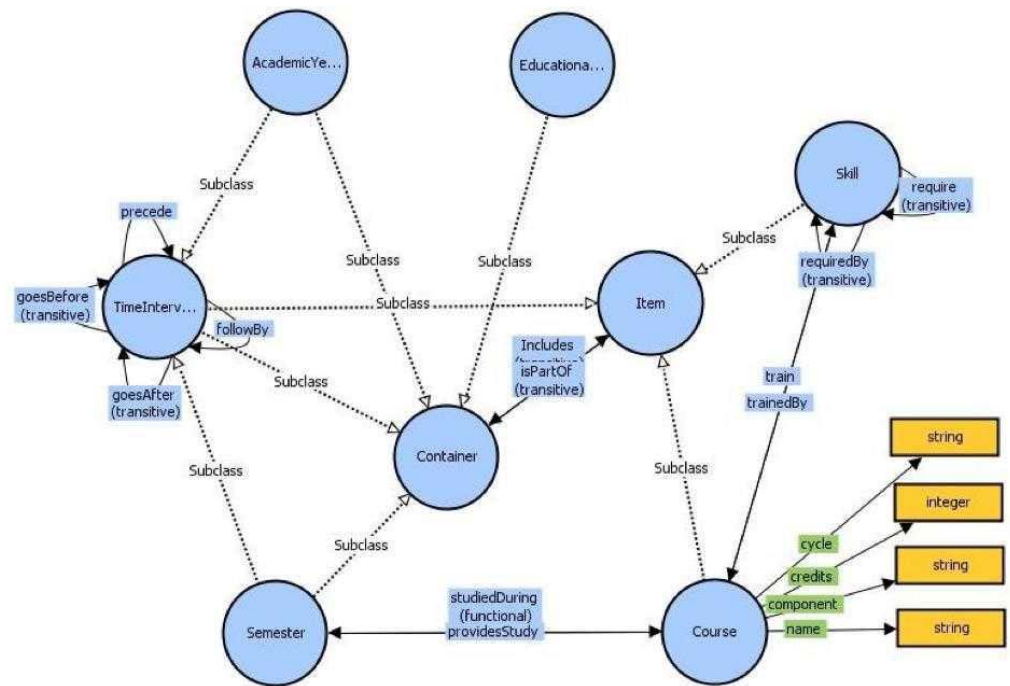 AcademicYe...
Educationa...
Skill
require
(transitive)
Subclass
precede
Subclass
requiredBy
(transitive)
Subclass
Subclass
goesBefore
(transitive)
TimeInterv...
Subclass
Item
followBy
Includes
(transitive)
isPartOf
(transitive)
goesAfter
(transitive)
Subclass
train
trainedBy
Container
string
Subclass
Subclass
integer
cycle
Subclass
credits
string
component
studiedDuring
(functional)
providesStudy
Semester
Course
name
string